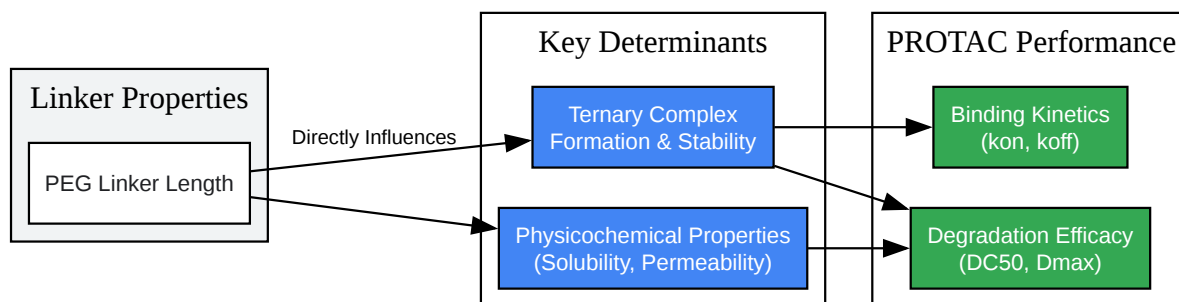 Linker Properties
PEG Linker Length
Directly Influences
Key Determinants
Ternary Complex
Formation & Stability
Physicochemical Properties
(Solubility, Permeability)
PROTAC Performance
Binding Kinetics
(kon, koff)
Degradation Efficacy
(DC50, Dmax)